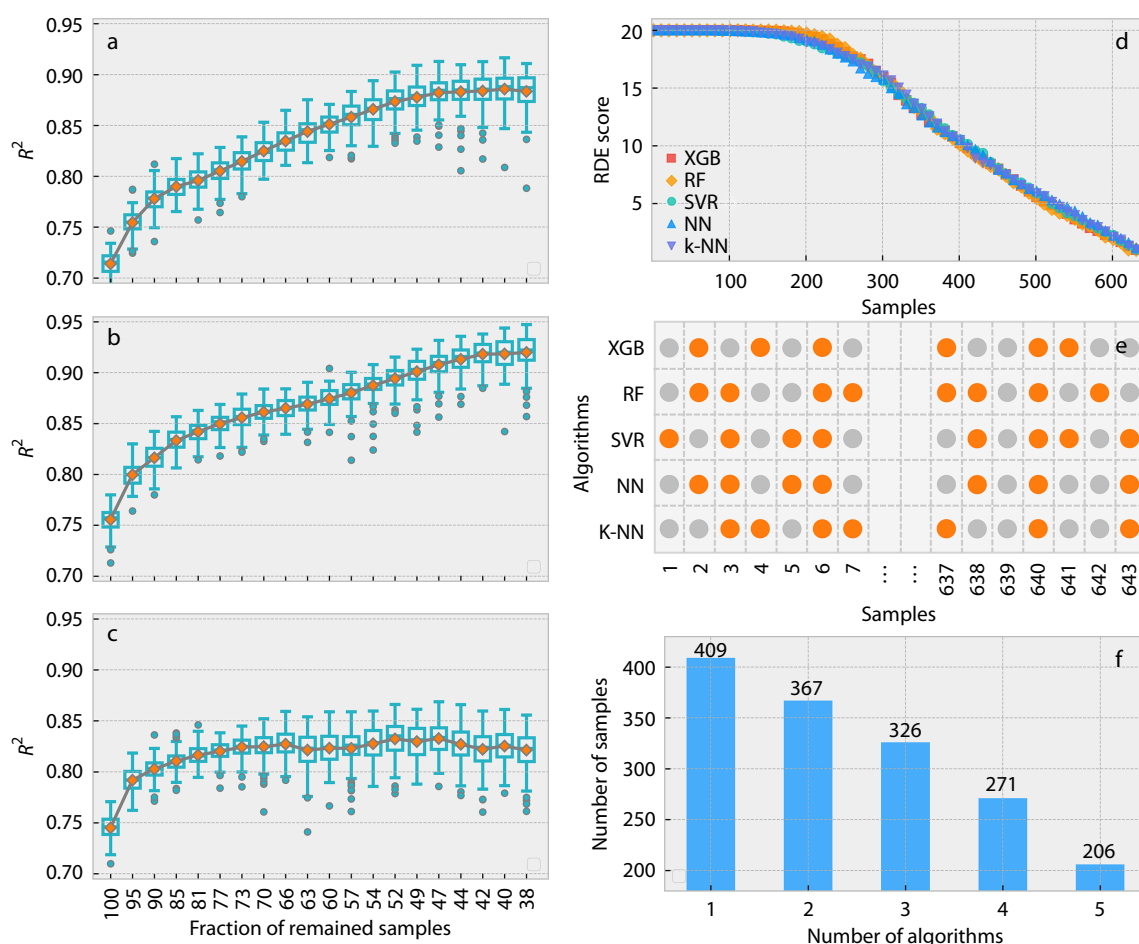 a
0.95
0.90
0.85
0.80
0.75
0.70
R²
b
0.95
0.90
0.85
0.80
0.75
0.70
R²
c
0.95
0.90
0.85
0.80
0.75
0.70
R²
100 95 90 85 81 77 73 70 66 63 60 57 54 52 49 47 44 42 40 38
Fraction of remained samples
d
20
15
10
5
RDE score
XGB
RF
SVR
NN
k-NN
100 200 300 400 500 600
Samples
e
XGB
RF
SVR
NN
K-NN
Algorithms
1 2 3 4 5 6 7 ... ... 637 638 639 640 641 642 643
Samples
f
400
350
300
250
200
Number of samples
409
367
326
271
206
1 2 3 4 5
Number of algorithms